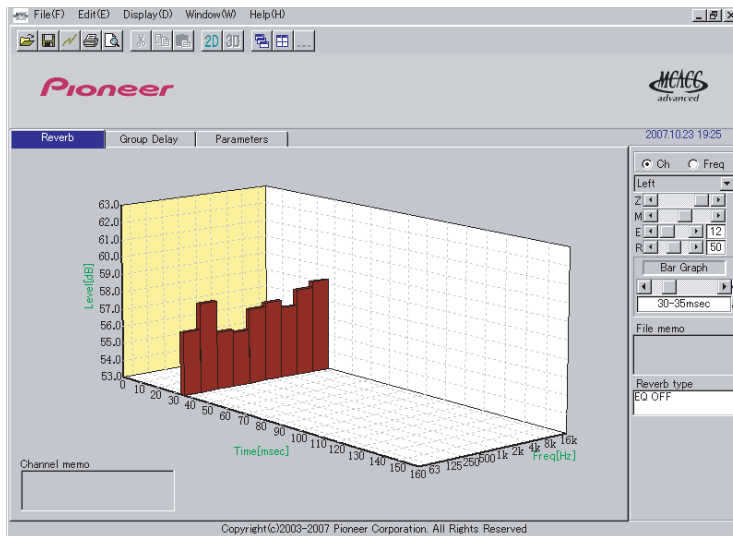 File(F) Edit(E) Display(D) Window(W) Help(H)
2D 3D
Pioneer
MCACC
advanced
Reverb Group Delay Parameters
2007.10.23 19:25
Ch Freq
Left
Z
M
E 12
R 50
Bar Graph
30-35msec
File memo
Reverb type
EQ OFF
63.0
62.0
61.0
60.0
59.0
58.0
57.0
56.0
55.0
54.0
53.0
Level[dB]
0 10 20 30 40 50 60 70 80 90 100 110 120 130 140 150 160
Time[msec]
63 125 250 500 1k 2k 4k 8k 16k
Freq[Hz]
Channel memo
Copyright(c)2003-2007 Pioneer Corporation. All Rights Reserved